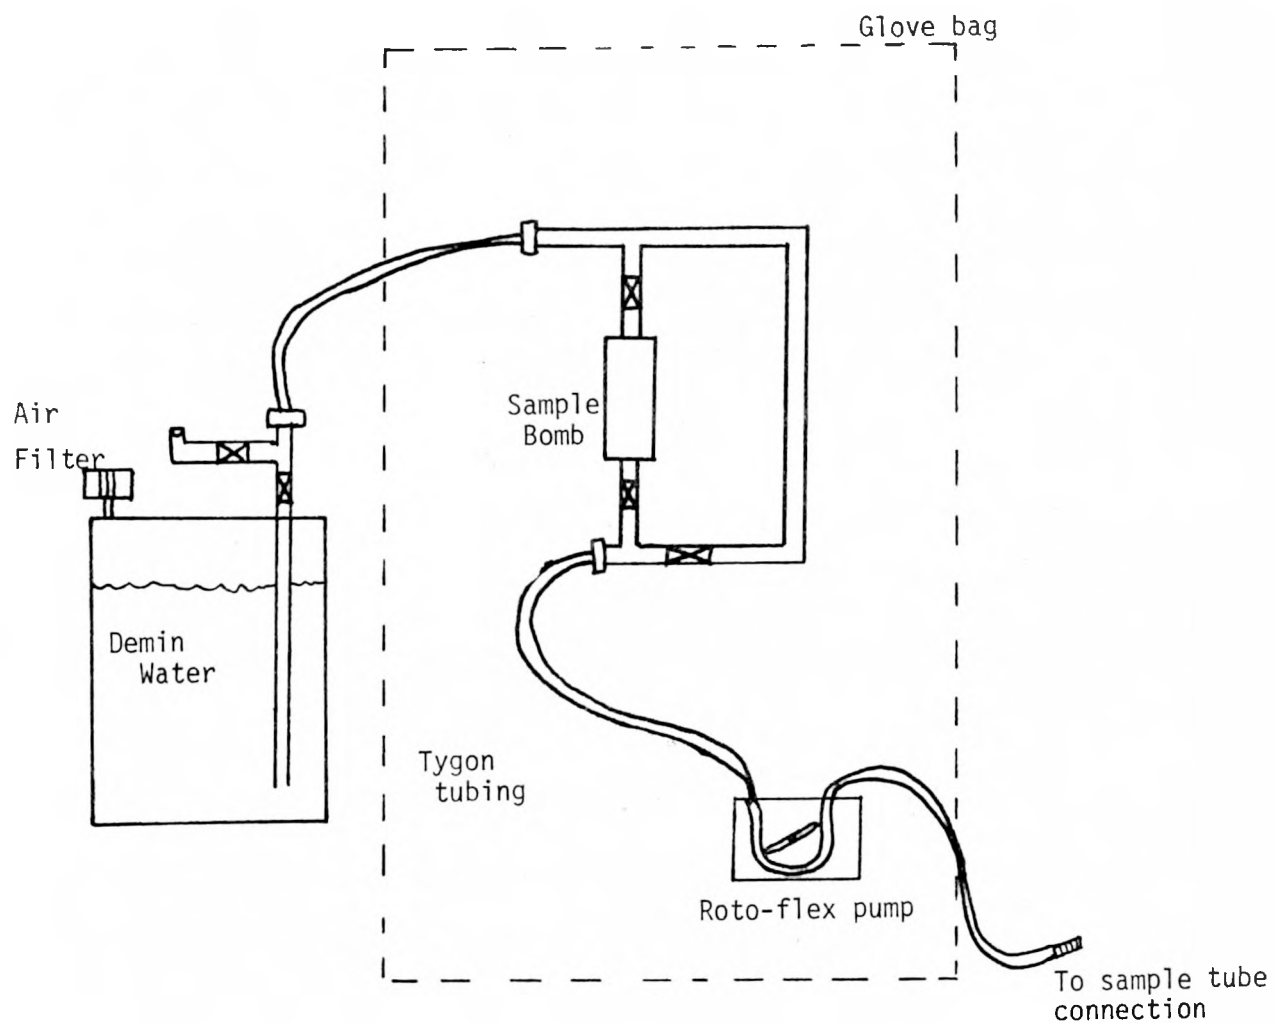 Glove bag
Air
Filter
Sample
Bomb
Demin
Water
Tygon
tubing
Roto-flex pump
To sample tube
connection